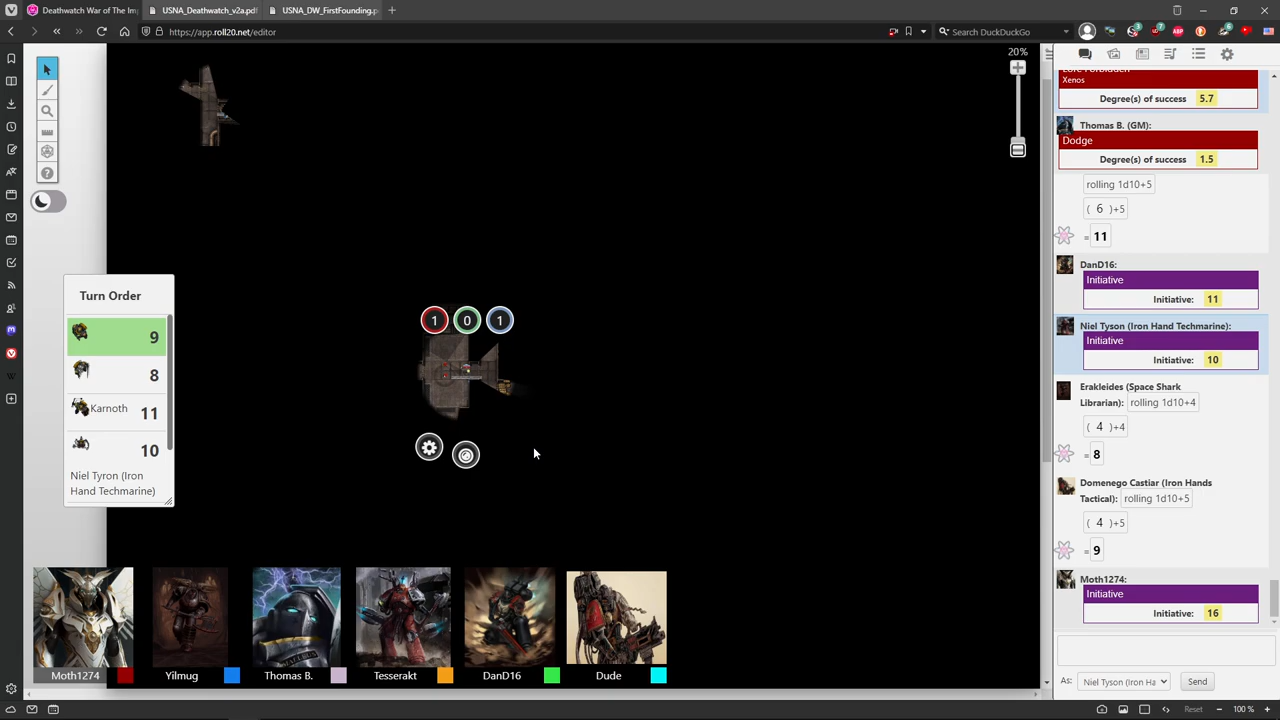 Deathwatch War of The Im
USNA_Deathwatch_v2a.pdf
USNA_DW_FirstFounding.p
https://app.roll20.net/editor
Search DuckDuckGo
20%
Turn Order
9
8
Karnoth
11
10
Niel Tyron (Iron
Hand Techmarine)
1
0
1
Xenos
Degree(s) of success 5.7
Thomas B. (GM):
Dodge
Degree(s) of success 1.5
rolling 1d10+5
( 6 )+5
= 11
DanD16:
Initiative
Initiative: 11
Niel Tyson (Iron Hand Techmarine):
Initiative
Initiative: 10
Erakleides (Space Shark
Librarian): rolling 1d10+4
( 4 )+4
= 8
Domenego Castiar (Iron Hands
Tactical): rolling 1d10+5
( 4 )+5
= 9
Moth1274:
Initiative
Initiative: 16
As: Niel Tyson (Iron Ha
Send
Moth1274
Yilmug
Thomas B.
Tesserakt
DanD16
Dude
Reset
100 %